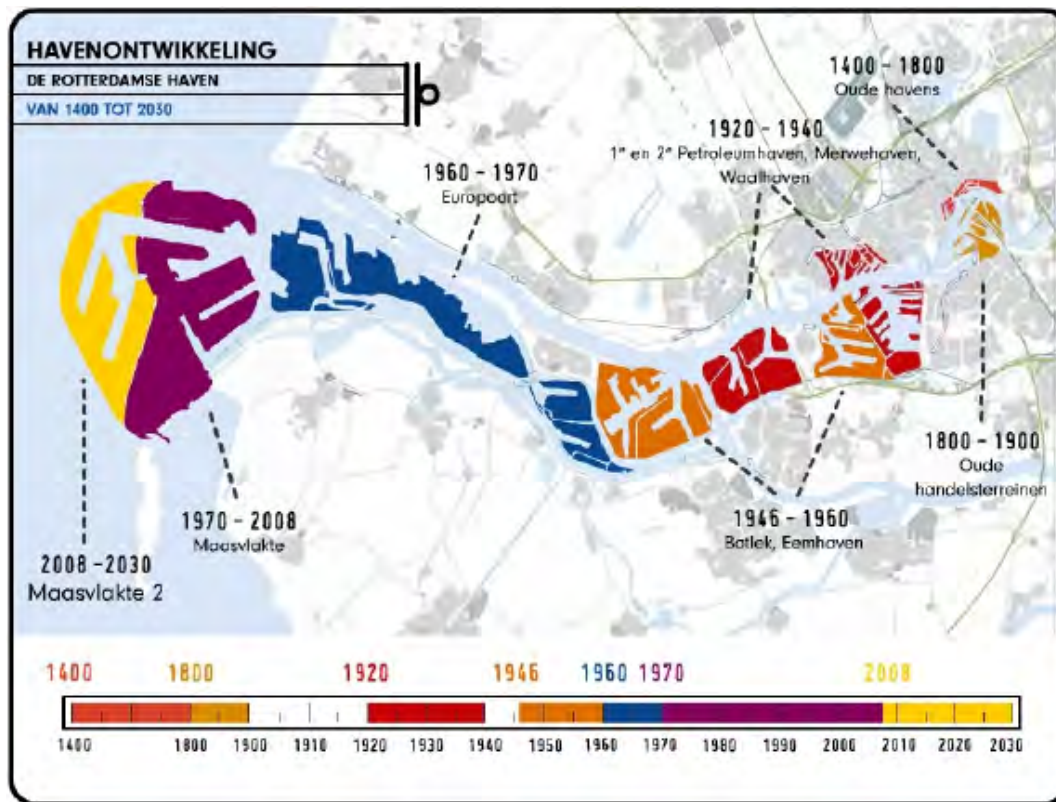 HAVENONTWIKKELING
DE ROTTERDAMSE HAVEN
VAN 1400 TOT 2030
1400 - 1800
Oude havens
1920 - 1940
1e en 2e Petroleumhaven, Merwehaven,
Waalhaven
1960 - 1970
Europoort
1800 - 1900
Oude
handelsterreinen
1970 - 2008
Maasvlakte
1946 - 1960
Botlek, Eemhaven
2008 - 2030
Maasvlakte 2
1400 1800 1920 1946 1960 1970 2008
1400 1800 1900 1910 1920 1930 1940 1950 1960 1970 1980 1990 2000 2010 2020 2030